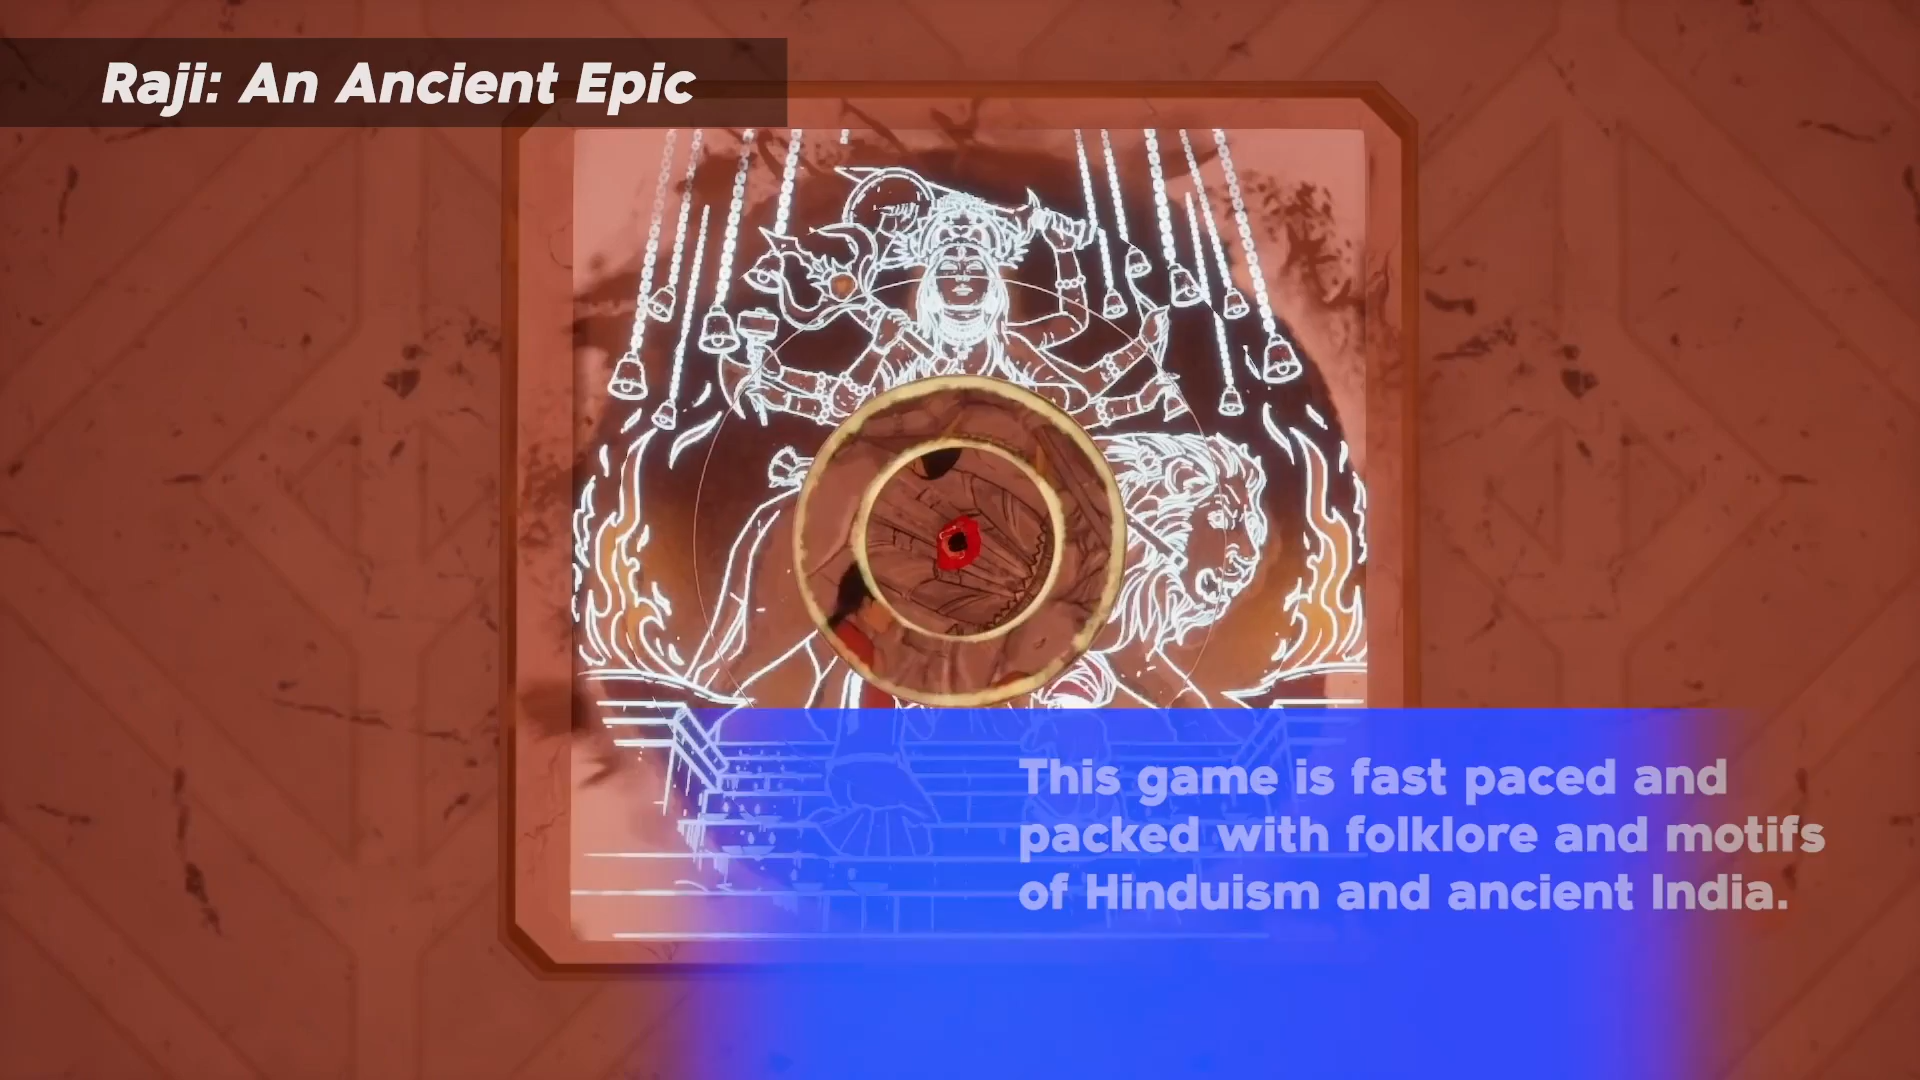 Raji: An Ancient Epic
This game is fast paced and
packed with folklore and motifs
of Hinduism and ancient India.